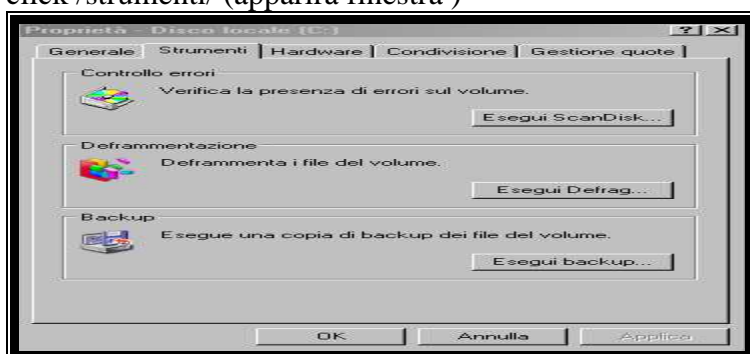 click /strumenti/ (apparirà finestra )
Proprietà - Disco locale (C:)
Generale Strumenti Hardware Condivisione Gestione quote
Controllo errori
Verifica la presenza di errori sul volume.
Esegui ScanDisk...
Deframmentazione
Deframmenta i file del volume.
Esegui Defrag...
Backup
Esegue una copia di backup dei file del volume.
Esegui backup...
OK Annulla Applica